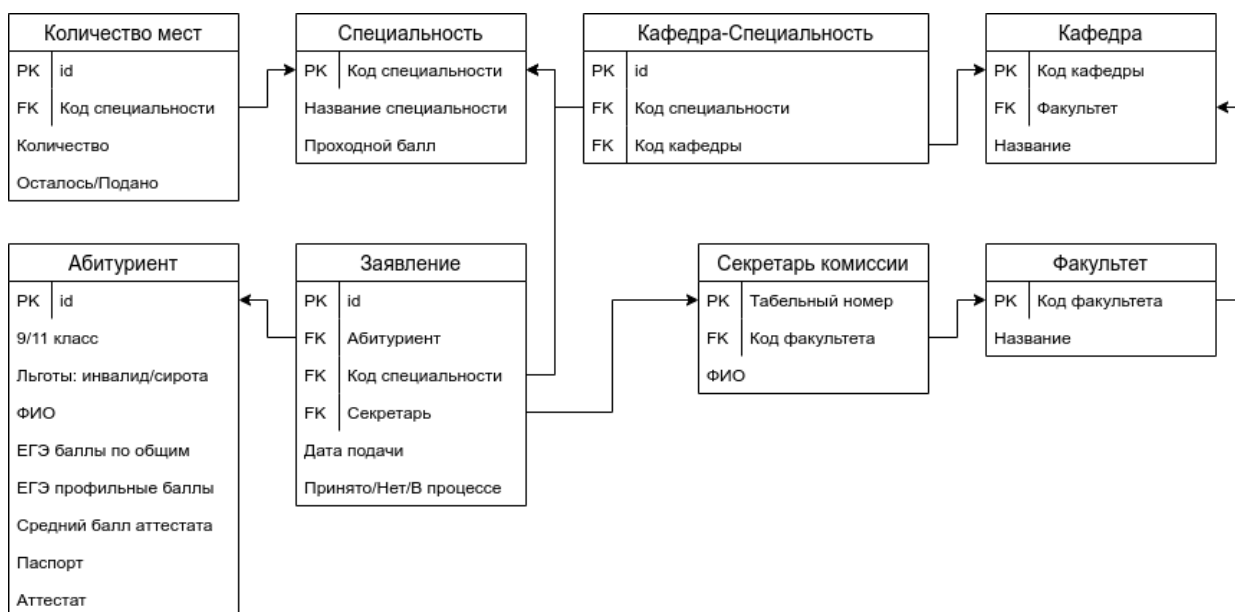 Количество мест
PK id
FK Код специальности
Количество
Осталось/Подано
Специальность
PK Код специальности
Название специальности
Проходной балл
Кафедра-Специальность
PK id
FK Код специальности
FK Код кафедры
Кафедра
PK Код кафедры
FK Факультет
Название
Абитуриент
PK id
9/11 класс
Льготы: инвалид/сирота
ФИО
ЕГЭ баллы по общим
ЕГЭ профильные баллы
Средний балл аттестата
Паспорт
Аттестат
Заявление
PK id
FK Абитуриент
FK Код специальности
FK Секретарь
Дата подачи
Принято/Нет/В процессе
Секретарь комиссии
PK Табельный номер
FK Код факультета
ФИО
Факультет
PK Код факультета
Название